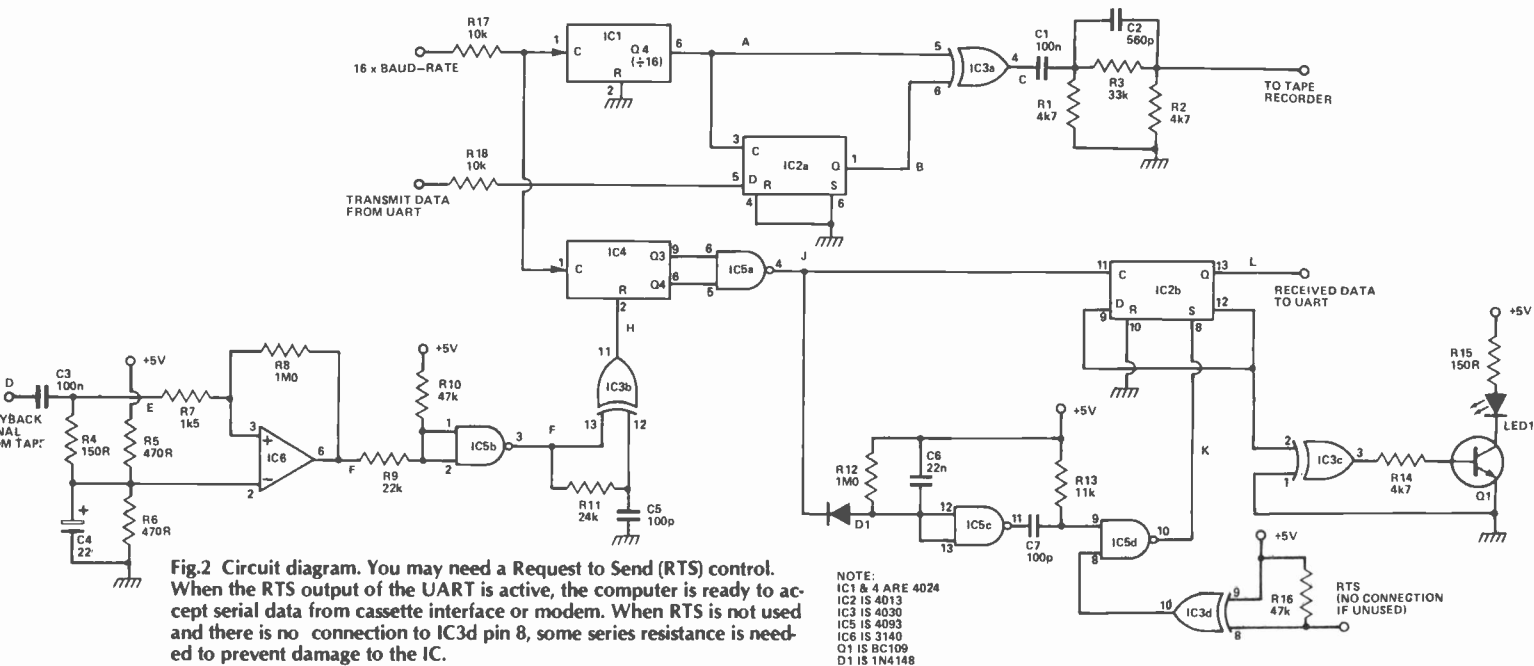 R17
10k
16 x BAUD-RATE
1
C
IC1
Q4
(÷16)
R
2
6
A
5
6
IC3a
4
C
C1
100n
C2
560p
R3
33k
R1
4k7
R2
4k7
TO TAPE
RECORDER
R18
10k
TRANSMIT DATA
FROM UART
3
C
5
D
R
4
IC2a
Q
S
6
1
B
1
C
IC4
Q3
Q4
R
2
9
6
6
5
IC5a
4
J
H
11
IC3b
13
12
11
C
9
D
R
10
IC2b
Q
S
8
13
12
L
RECEIVED DATA
TO UART
+5V
R15
150R
LED1
Q1
D
YBACK
NAL
OM TAPE
C3
100n
E
R4
150R
+5V
R5
470R
R7
1k5
R8
1M0
3
+
IC6
−
2
6
F
R6
470R
+
C4
22
R9
22k
+5V
R10
47k
1
2
IC5b
3
F
R11
24k
C5
100p
R12
1M0
C6
22n
D1
12
13
IC5c
11
C7
100p
+5V
R13
11k
9
8
IC5d
10
K
2
1
IC3c
3
R14
4k7
10
IC3d
9
8
+5V
R16
47k
RTS
(NO CONNECTION
IF UNUSED)
Fig.2 Circuit diagram. You may need a Request to Send (RTS) control.
When the RTS output of the UART is active, the computer is ready to ac-
cept serial data from cassette interface or modem. When RTS is not used
and there is no connection to IC3d pin 8, some series resistance is need-
ed to prevent damage to the IC.
NOTE:
IC1 & 4 ARE 4024
IC2 IS 4013
IC3 IS 4030
IC5 IS 4093
IC6 IS 3140
Q1 IS BC109
D1 IS 1N4148